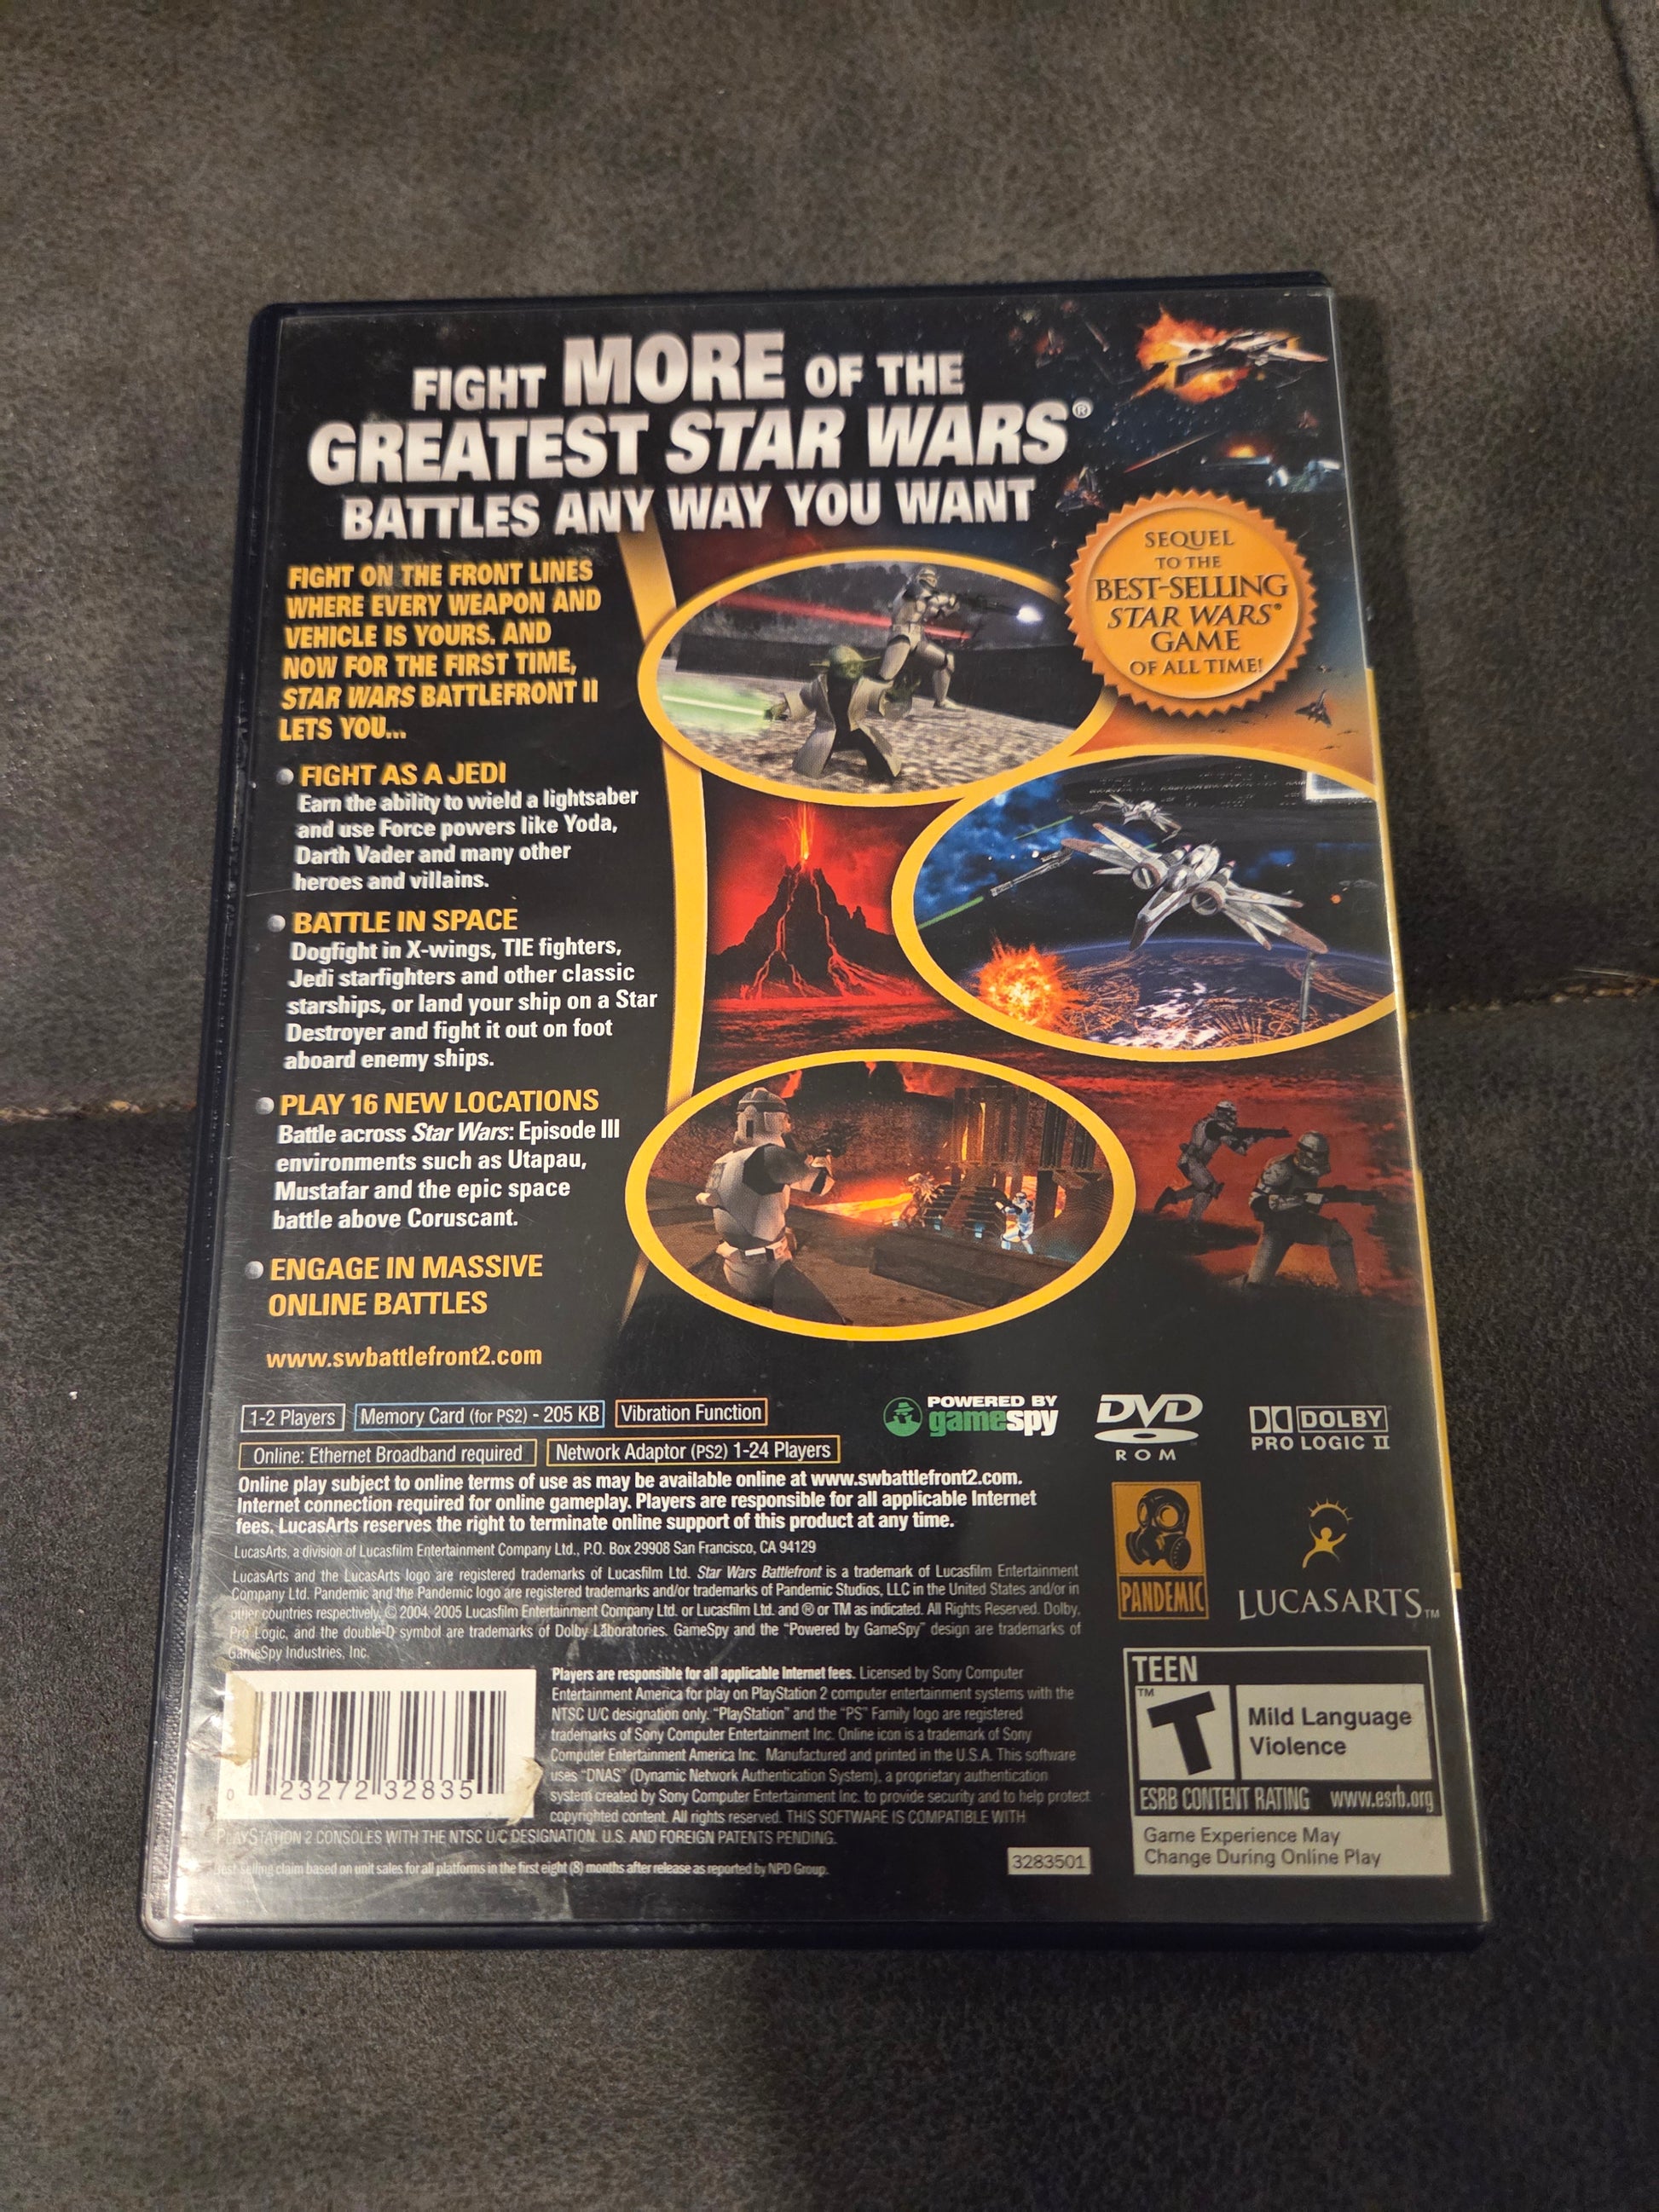 FIGHT MORE OF THE
GREATEST STAR WARS®
BATTLES ANY WAY YOU WANT
SEQUEL
TO THE
BEST-SELLING
STAR WARS®
GAME
OF ALL TIME!
FIGHT ON THE FRONT LINES
WHERE EVERY WEAPON AND
VEHICLE IS YOURS. AND
NOW FOR THE FIRST TIME,
STAR WARS BATTLEFRONT II
LETS YOU...
FIGHT AS A JEDI
Earn the ability to wield a lightsaber
and use Force powers like Yoda,
Darth Vader and many other
heroes and villains.
BATTLE IN SPACE
Dogfight in X-wings, TIE fighters,
Jedi starfighters and other classic
starships, or land your ship on a Star
Destroyer and fight it out on foot
aboard enemy ships.
PLAY 16 NEW LOCATIONS
Battle across Star Wars: Episode III
environments such as Utapau,
Mustafar and the epic space
battle above Coruscant.
ENGAGE IN MASSIVE
ONLINE BATTLES
www.swbattlefront2.com
1-2 Players
Memory Card (for PS2) - 205 KB
Vibration Function
Online: Ethernet Broadband required
Network Adaptor (PS2) 1-24 Players
POWERED BY
gamespy
DVD
ROM
DOLBY
PRO LOGIC II
Online play subject to online terms of use as may be available online at www.swbattlefront2.com.
Internet connection required for online gameplay. Players are responsible for all applicable Internet
fees. LucasArts reserves the right to terminate online support of this product at any time.
LucasArts, a division of Lucasfilm Entertainment Company Ltd., P.O. Box 29908 San Francisco, CA 94129
LucasArts and the LucasArts logo are registered trademarks of Lucasfilm Ltd. Star Wars Battlefront is a trademark of Lucasfilm Entertainment
Company Ltd. Pandemic and the Pandemic logo are registered trademarks and/or trademarks of Pandemic Studios, LLC in the United States and/or in
other countries respectively. © 2004, 2005 Lucasfilm Entertainment Company Ltd. or Lucasfilm Ltd. and ® or TM as indicated. All Rights Reserved. Dolby,
Pro Logic, and the double-D symbol are trademarks of Dolby Laboratories. GameSpy and the "Powered by GameSpy" design are trademarks of
GameSpy Industries, Inc.
PANDEMIC
LUCASARTS™
0 23272 32835
Players are responsible for all applicable Internet fees. Licensed by Sony Computer
Entertainment America for play on PlayStation 2 computer entertainment systems with the
NTSC U/C designation only. "PlayStation" and the "PS" Family logo are registered
trademarks of Sony Computer Entertainment Inc. Online icon is a trademark of Sony
Computer Entertainment America Inc. Manufactured and printed in the U.S.A. This software
uses "DNAS" (Dynamic Network Authentication System), a proprietary authentication
system created by Sony Computer Entertainment Inc. to provide security and to help protect
copyrighted content. All rights reserved. THIS SOFTWARE IS COMPATIBLE WITH
PLAYSTATION 2 CONSOLES WITH THE NTSC U/C DESIGNATION. U.S. AND FOREIGN PATENTS PENDING.
selling claim based on unit sales for all platforms in the first eight (8) months after release as reported by NPD Group.
3283501
TEEN
T™
Mild Language
Violence
ESRB CONTENT RATING www.esrb.org
Game Experience May
Change During Online Play